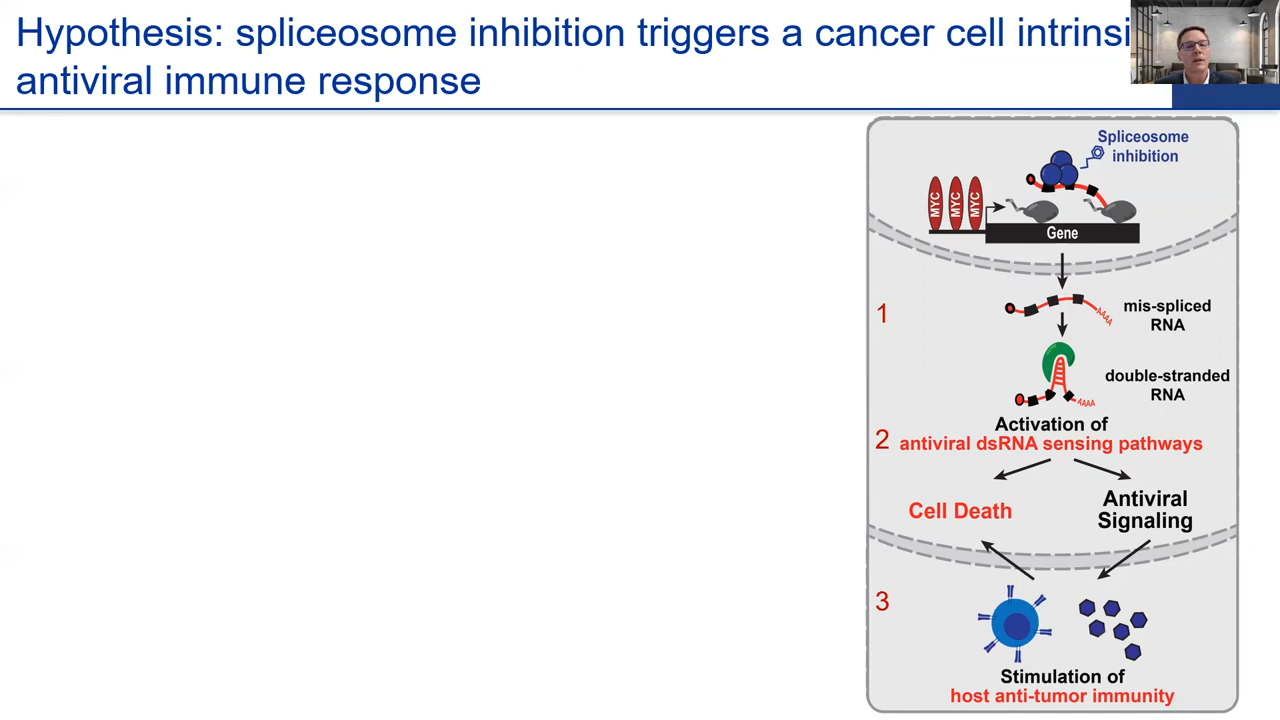 Hypothesis: spliceosome inhibition triggers a cancer cell intrinsi
antiviral immune response
Spliceosome
inhibition
MYC MYC MYC
Gene
1
mis-spliced
RNA
AAAA
double-stranded
RNA
AAAA
2
Activation of
antiviral dsRNA sensing pathways
Cell Death
Antiviral
Signaling
3
Stimulation of
host anti-tumor immunity